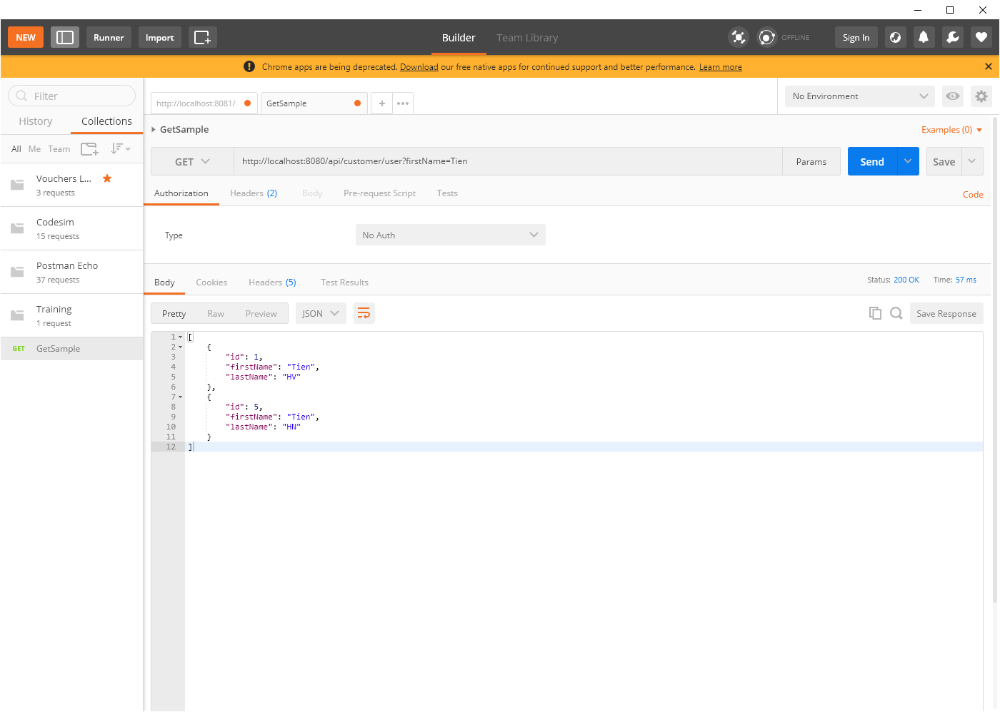 NEW Runner Import Builder Team Library OFFLINE Sign In
Chrome apps are being deprecated. Download our free native apps for continued support and better performance. Learn more
Filter
History Collections
All Me Team
Vouchers L...
3 requests
Codesim
15 requests
Postman Echo
37 requests
Training
1 request
GET GetSample
http://localhost:8081/ GetSample + No Environment
GetSample Examples (0)
GET http://localhost:8080/api/customer/user?firstName=Tien Params Send Save
Authorization Headers (2) Body Pre-request Script Tests Code
Type No Auth
Body Cookies Headers (5) Test Results Status: 200 OK Time: 57 ms
Pretty Raw Preview JSON Save Response
1 [
2 {
3 "id": 1,
4 "firstName": "Tien",
5 "lastName": "HV"
6 },
7 {
8 "id": 5,
9 "firstName": "Tien",
10 "lastName": "HN"
11 }
12 ]